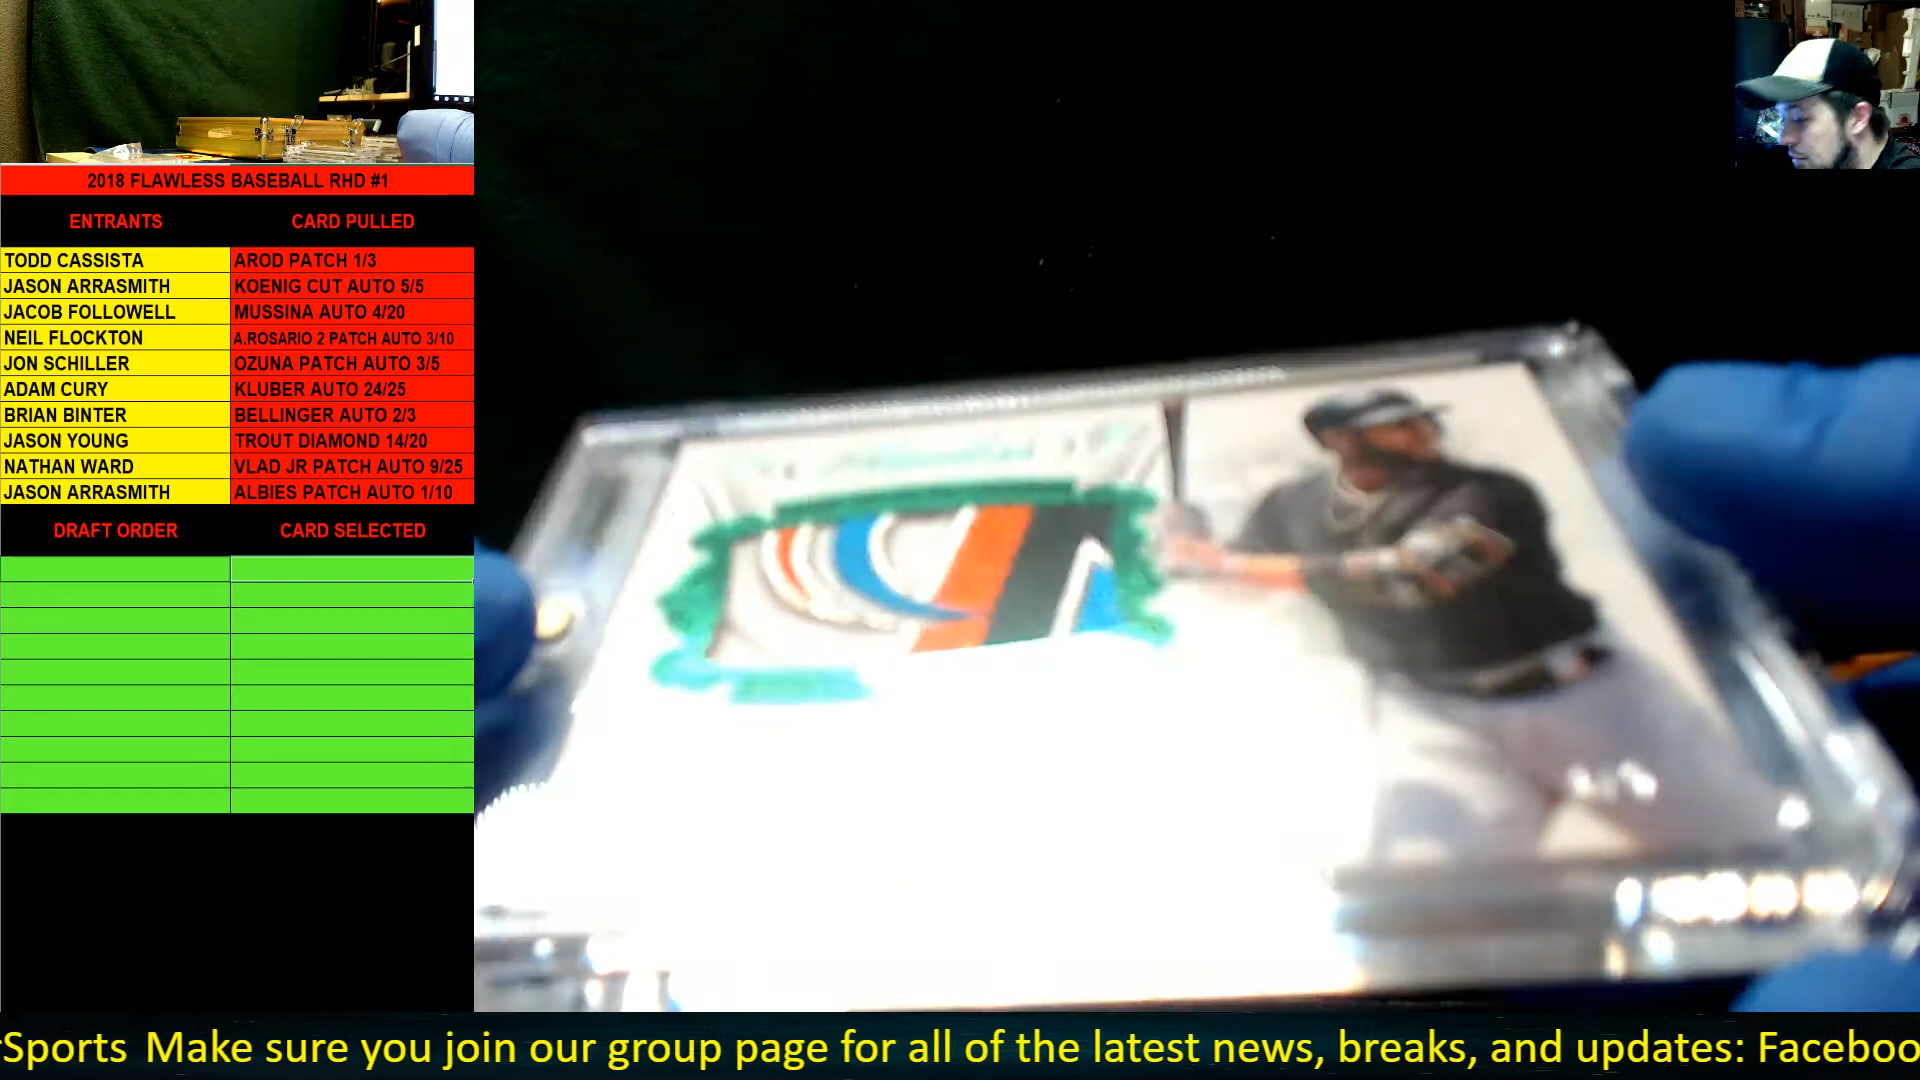 2018 FLAWLESS BASEBALL RHD #1
ENTRANTS CARD PULLED
TODD CASSISTA AROD PATCH 1/3
JASON ARRASMITH KOENIG CUT AUTO 5/5
JACOB FOLLOWELL MUSSINA AUTO 4/20
NEIL FLOCKTON A.ROSARIO 2 PATCH AUTO 3/10
JON SCHILLER OZUNA PATCH AUTO 3/5
ADAM CURY KLUBER AUTO 24/25
BRIAN BINTER BELLINGER AUTO 2/3
JASON YOUNG TROUT DIAMOND 14/20
NATHAN WARD VLAD JR PATCH AUTO 9/25
JASON ARRASMITH ALBIES PATCH AUTO 1/10
DRAFT ORDER CARD SELECTED
Sports Make sure you join our group page for all of the latest news, breaks, and updates: Faceboo